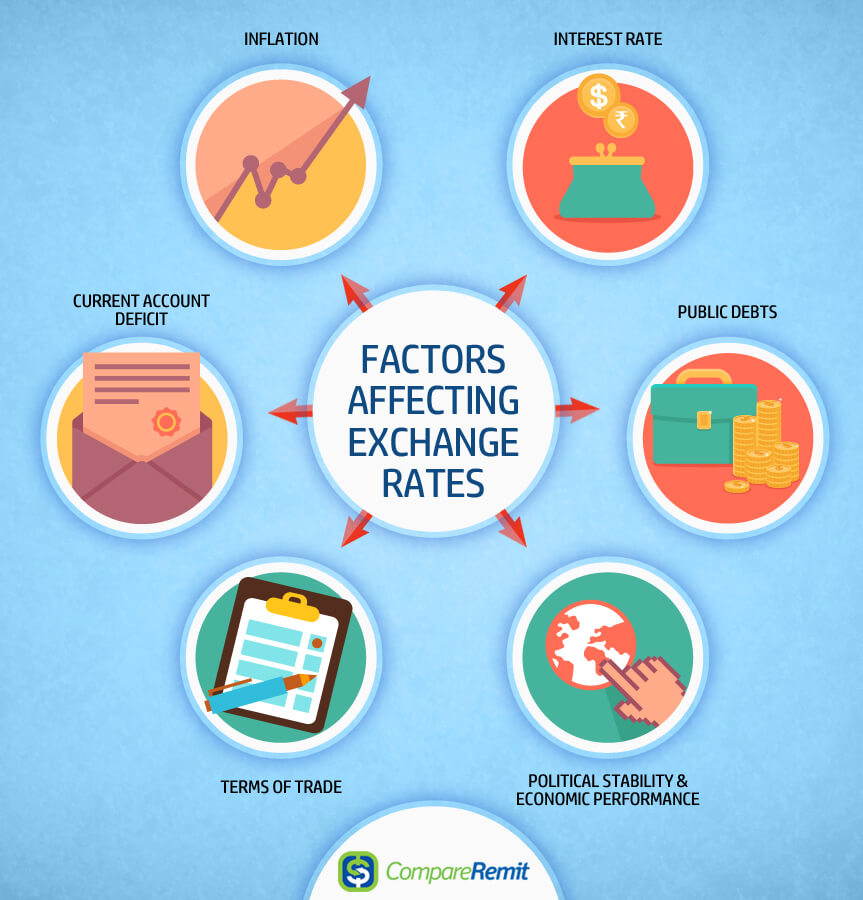 INFLATION
INTEREST RATE
CURRENT ACCOUNT
DEFICIT
PUBLIC DEBTS
FACTORS
AFFECTING
EXCHANGE
RATES
TERMS OF TRADE
POLITICAL STABILITY &
ECONOMIC PERFORMANCE
$
₹
CompareRemit